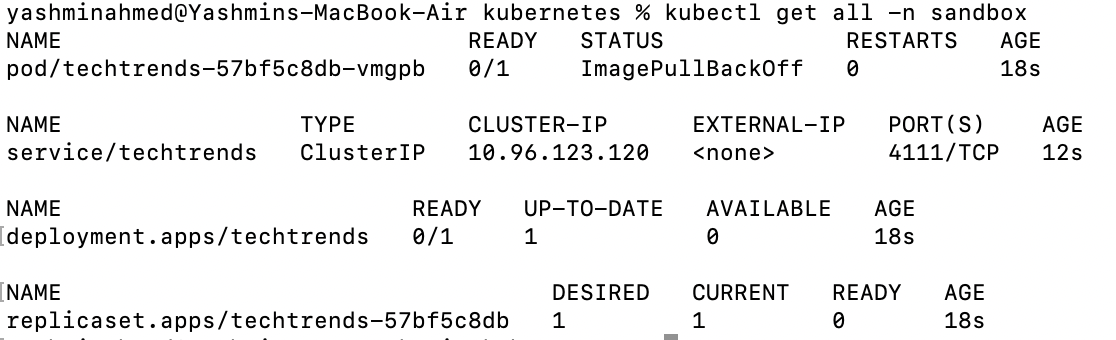 yashminahmed@Yashmins-MacBook-Air kubernetes % kubectl get all -n sandbox
NAME READY STATUS RESTARTS AGE
pod/techtrends-57bf5c8db-vmgpb 0/1 ImagePullBackOff 0 18s
NAME TYPE CLUSTER-IP EXTERNAL-IP PORT(S) AGE
service/techtrends ClusterIP 10.96.123.120 <none> 4111/TCP 12s
NAME READY UP-TO-DATE AVAILABLE AGE
deployment.apps/techtrends 0/1 1 0 18s
NAME DESIRED CURRENT READY AGE
replicaset.apps/techtrends-57bf5c8db 1 1 0 18s